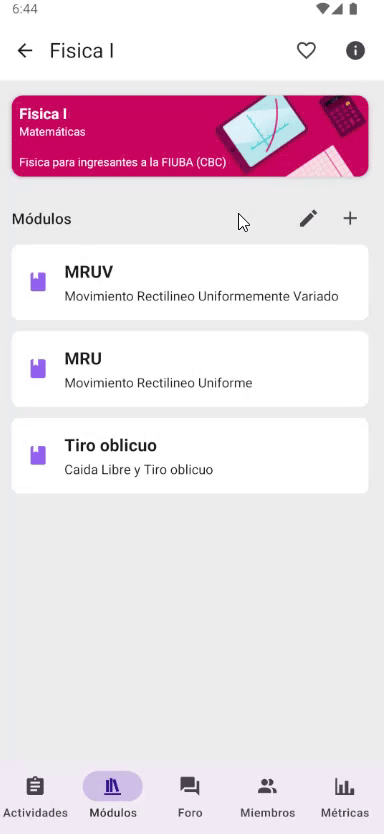 6:44
Fisica I
Fisica I
Matemáticas
Fisica para ingresantes a la FIUBA (CBC)
Módulos
MRUV
Movimiento Rectilineo Uniformemente Variado
MRU
Movimiento Rectilineo Uniforme
Tiro oblicuo
Caida Libre y Tiro oblicuo
Actividades Módulos Foro Miembros Métricas